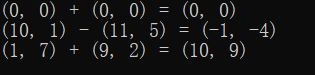 (0, 0) + (0, 0) = (0, 0)
(10, 1) - (11, 5) = (-1, -4)
(1, 7) + (9, 2) = (10, 9)